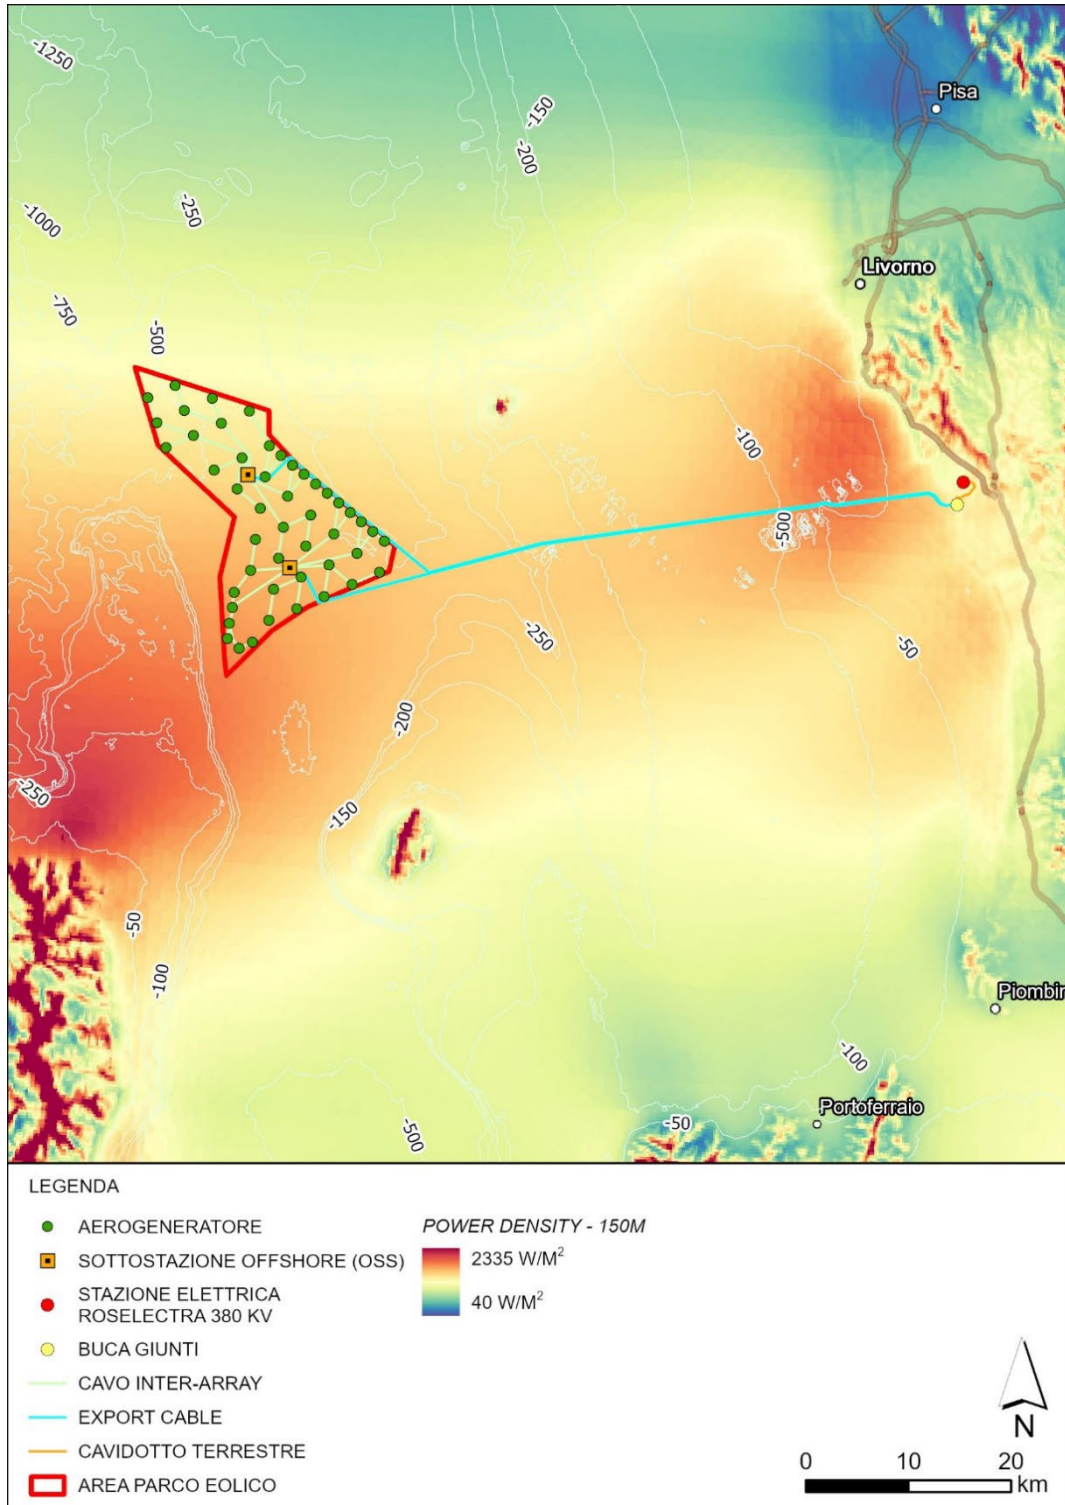 -1250
-150
Pisa
-200
-250
-1000
Livorno
-750
-500
-100
-500
-250
-50
-200
-250
-150
-50
-100
Piombin
-100
Portoferraio
-50
-500
LEGENDA
AEROGENERATORE
SOTTOSTAZIONE OFFSHORE (OSS)
STAZIONE ELETTRICA
ROSELECTRA 380 KV
BUCA GIUNTI
CAVO INTER-ARRAY
EXPORT CABLE
CAVIDOTTO TERRESTRE
AREA PARCO EOLICO
POWER DENSITY - 150M
2335 W/M²
40 W/M²
N
0 10 20
km